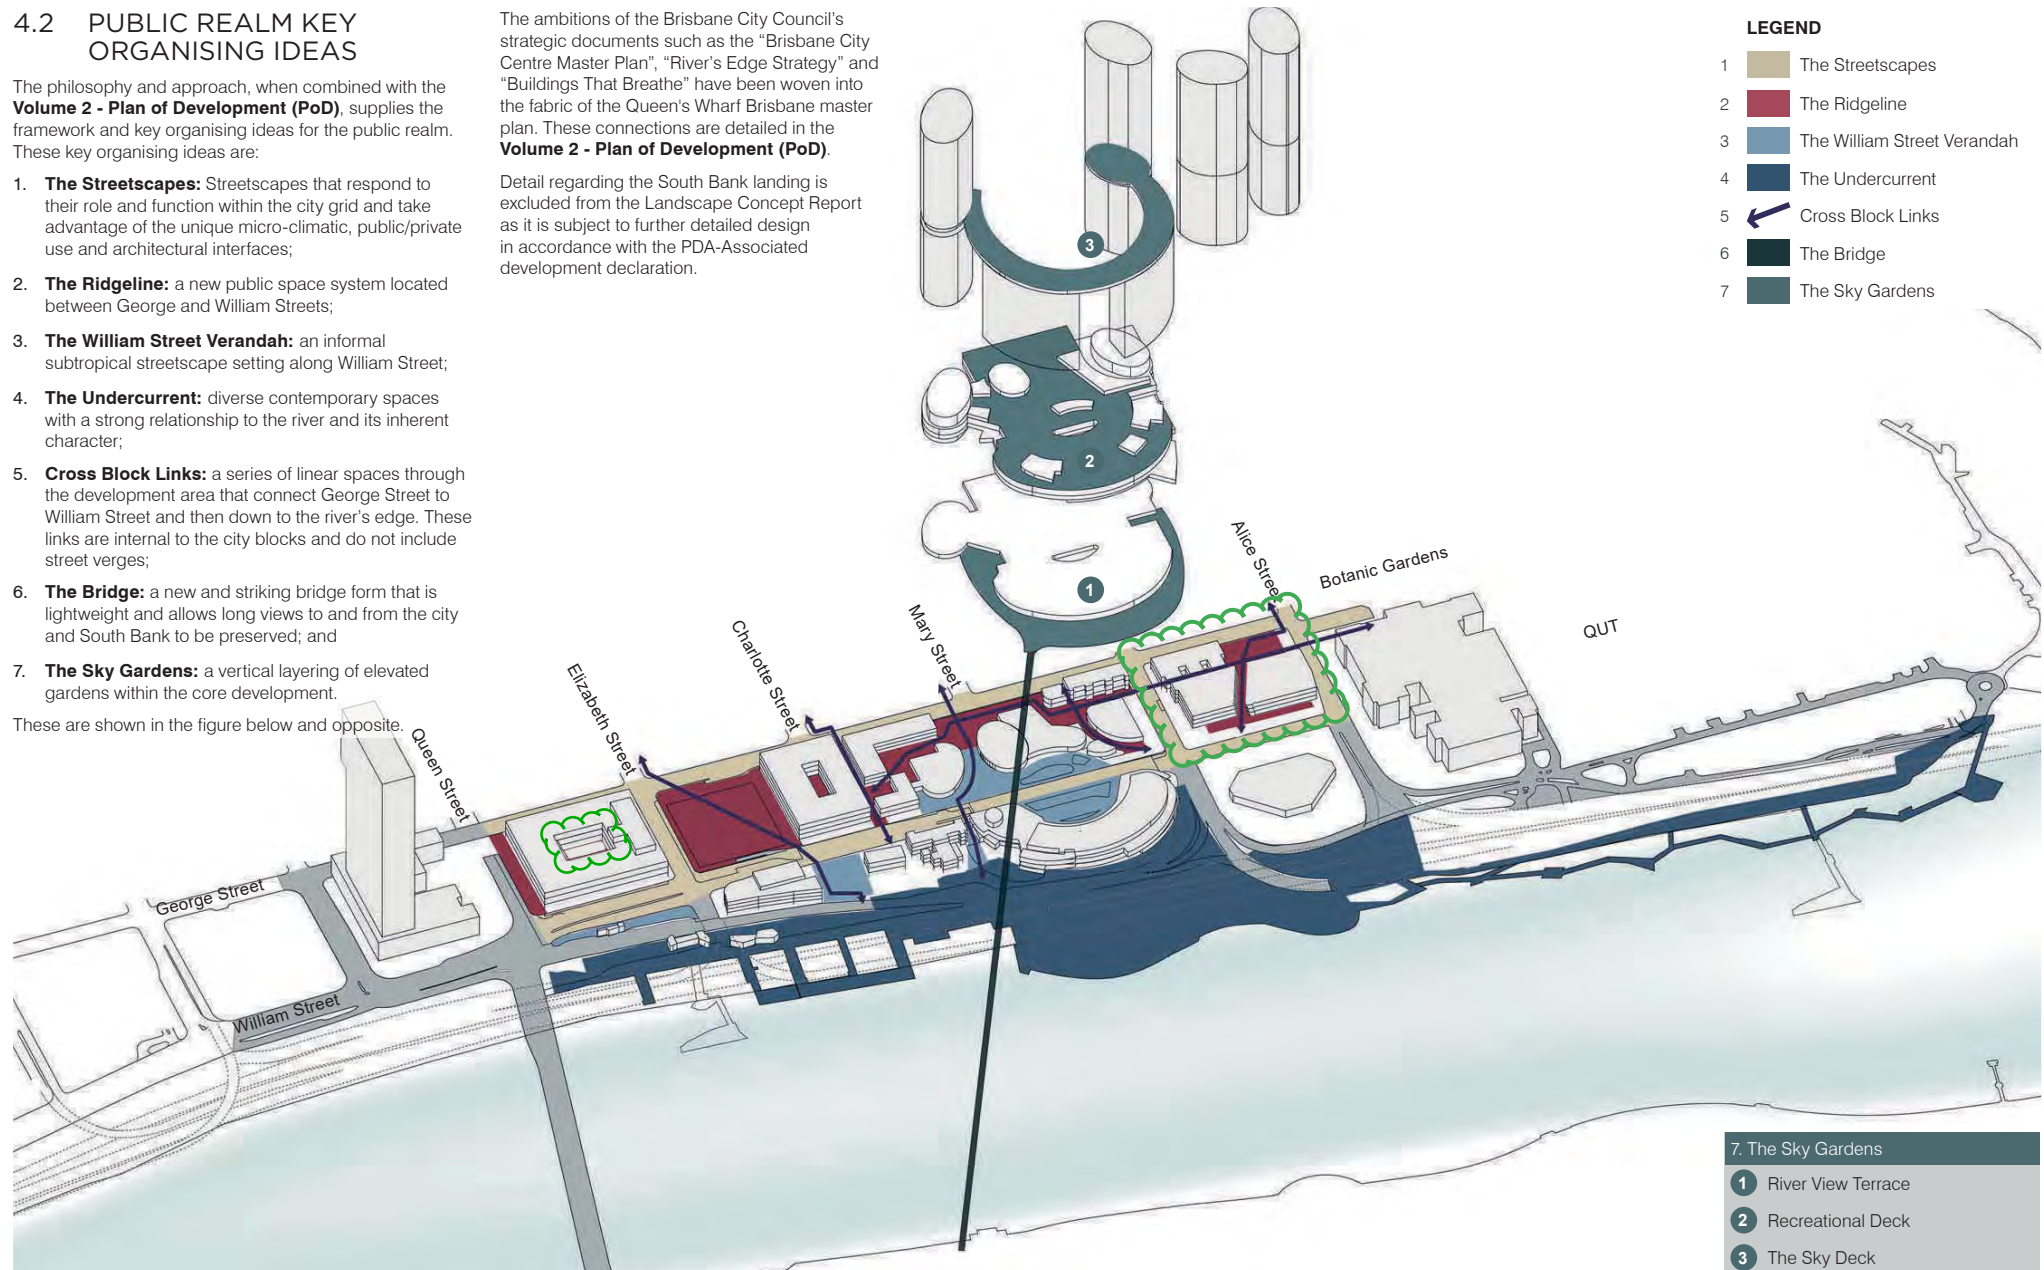 4.2 PUBLIC REALM KEY
ORGANISING IDEAS
The philosophy and approach, when combined with the
Volume 2 - Plan of Development (PoD), supplies the
framework and key organising ideas for the public realm.
These key organising ideas are:
1. The Streetscapes: Streetscapes that respond to
their role and function within the city grid and take
advantage of the unique micro-climatic, public/private
use and architectural interfaces;
2. The Ridgeline: a new public space system located
between George and William Streets;
3. The William Street Verandah: an informal
subtropical streetscape setting along William Street;
4. The Undercurrent: diverse contemporary spaces
with a strong relationship to the river and its inherent
character;
5. Cross Block Links: a series of linear spaces through
the development area that connect George Street to
William Street and then down to the river's edge. These
links are internal to the city blocks and do not include
street verges;
6. The Bridge: a new and striking bridge form that is
lightweight and allows long views to and from the city
and South Bank to be preserved; and
7. The Sky Gardens: a vertical layering of elevated
gardens within the core development.
These are shown in the figure below and opposite.
The ambitions of the Brisbane City Council's
strategic documents such as the “Brisbane City
Centre Master Plan”, “River's Edge Strategy” and
“Buildings That Breathe” have been woven into
the fabric of the Queen's Wharf Brisbane master
plan. These connections are detailed in the
Volume 2 - Plan of Development (PoD).
Detail regarding the South Bank landing is
excluded from the Landscape Concept Report
as it is subject to further detailed design
in accordance with the PDA-Associated
development declaration.
LEGEND
1 The Streetscapes
2 The Ridgeline
3 The William Street Verandah
4 The Undercurrent
5 Cross Block Links
6 The Bridge
7 The Sky Gardens
3
2
1
Alice Street
Botanic Gardens
QUT
Mary Street
Charlotte Street
Elizabeth Street
Queen Street
George Street
William Street
7. The Sky Gardens
1 River View Terrace
2 Recreational Deck
3 The Sky Deck